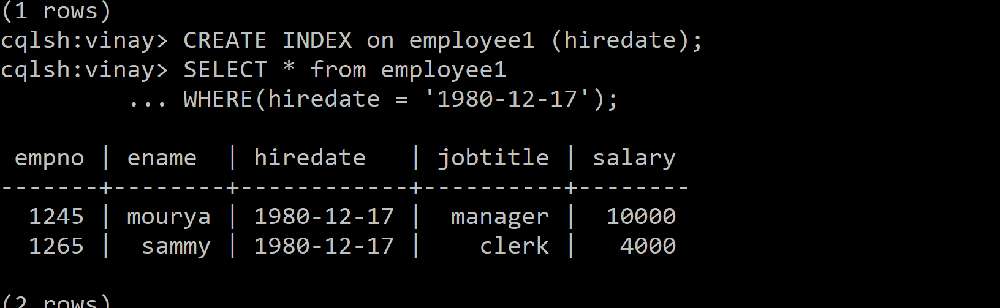 (1 rows)
cqlsh:vinay> CREATE INDEX on employee1 (hiredate);
cqlsh:vinay> SELECT * from employee1
         ... WHERE(hiredate = '1980-12-17');
 empno | ename  | hiredate   | jobtitle | salary
-------+--------+------------+----------+--------
  1245 | mourya | 1980-12-17 |  manager |  10000
  1265 |  sammy | 1980-12-17 |    clerk |   4000
(2 rows)